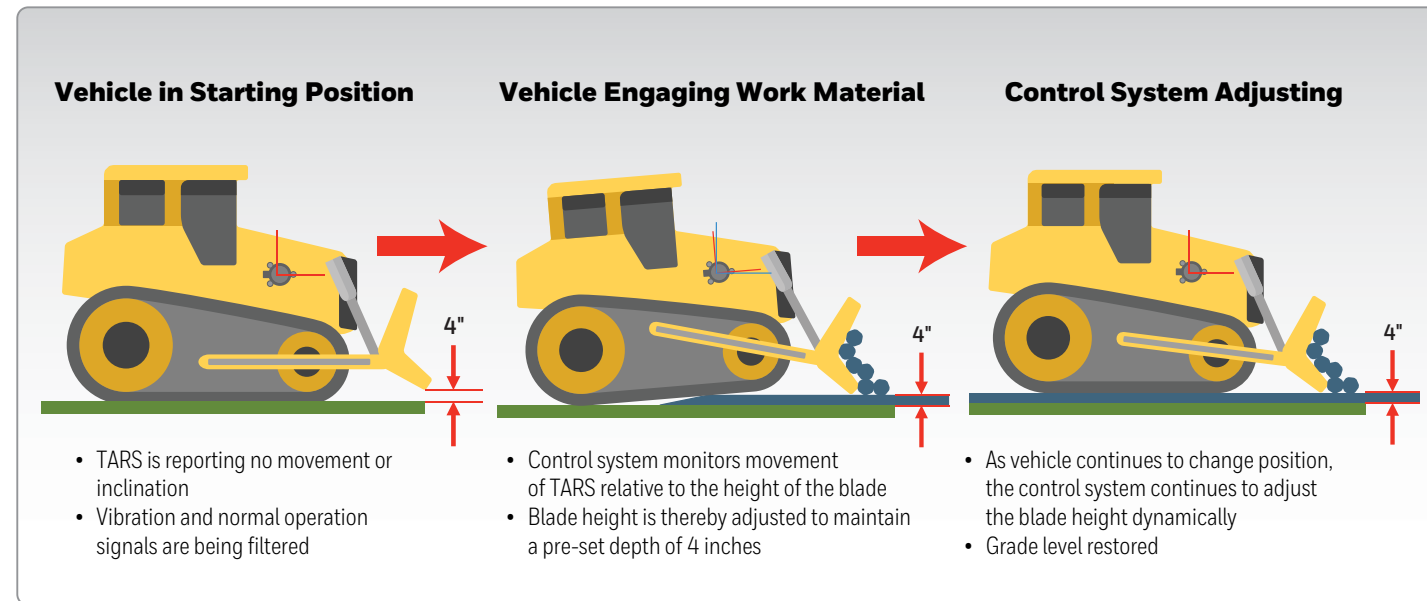 Vehicle in Starting Position
4"
• TARS is reporting no movement or
inclination
• Vibration and normal operation
signals are being filtered
Vehicle Engaging Work Material
4"
• Control system monitors movement
of TARS relative to the height of the blade
• Blade height is thereby adjusted to maintain
a pre-set depth of 4 inches
Control System Adjusting
4"
• As vehicle continues to change position,
the control system continues to adjust
the blade height dynamically
• Grade level restored